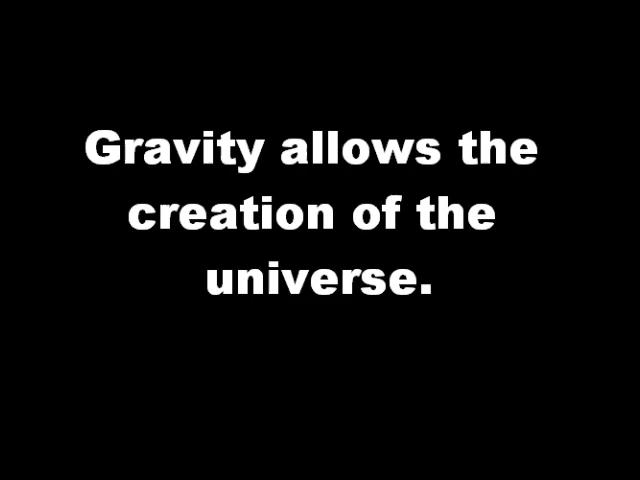 Gravity allows the
creation of the
universe.